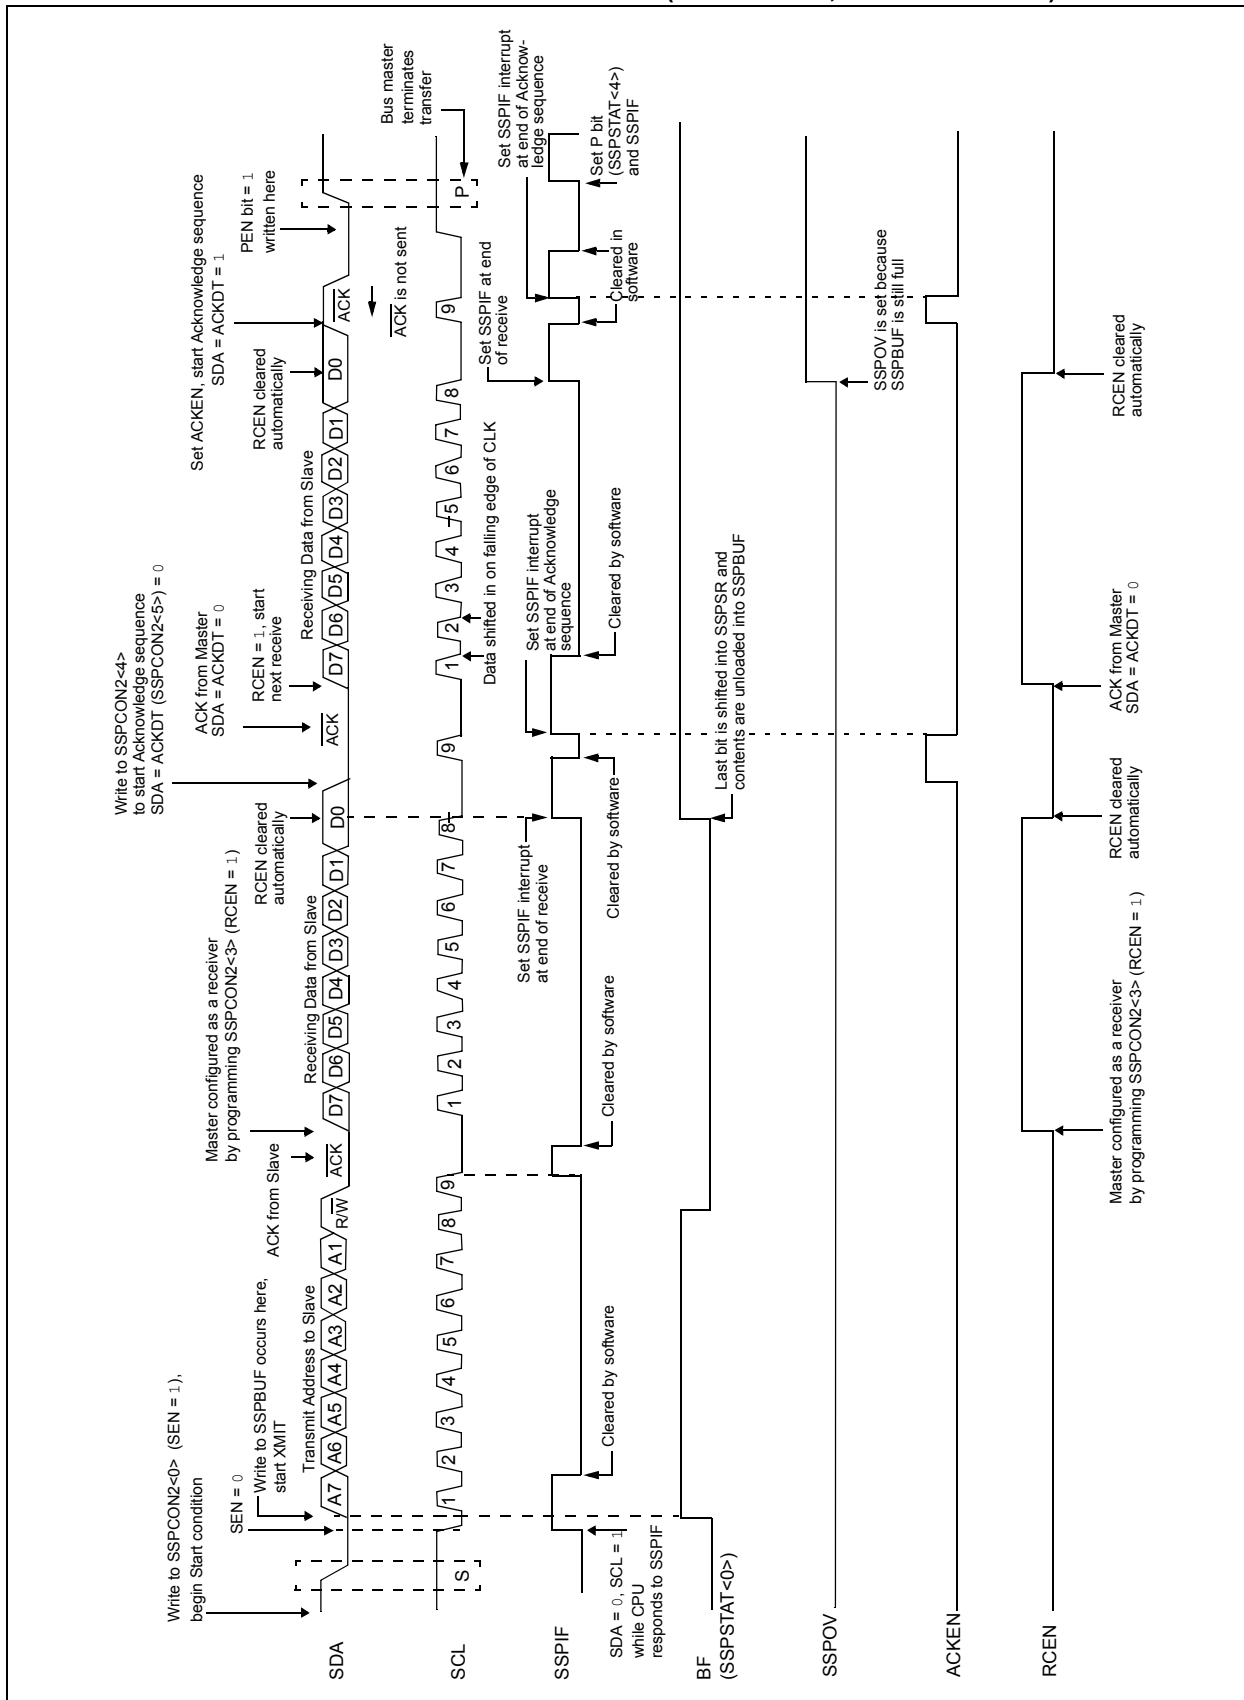 Write to SSPCON2<4>
to start Acknowledge sequence
SDA = ACKDT (SSPCON2<5>) = 0
Write to SSPCON2<0> (SEN = 1),
begin Start condition
Master configured as a receiver
by programming SSPCON2<3> (RCEN = 1)
ACK from Master
SDA = ACKDT = 0
Set ACKEN, start Acknowledge sequence
SDA = ACKDT = 1
SEN = 0
Write to SSPBUF occurs here,
start XMIT
ACK from Slave
RCEN cleared
automatically
RCEN = 1, start
next receive
RCEN cleared
automatically
PEN bit = 1
written here
Transmit Address to Slave
Receiving Data from Slave
Receiving Data from Slave
SDA
A7 A6 A5 A4 A3 A2 A1 R/W ACK D7 D6 D5 D4 D3 D2 D1 D0 ACK D7 D6 D5 D4 D3 D2 D1 D0 ACK
ACK is not sent
Bus master
terminates
transfer
SCL
S 1 2 3 4 5 6 7 8 9 1 2 3 4 5 6 7 8 9 1 2 3 4 5 6 7 8 9 P
Data shifted in on falling edge of CLK
Set SSPIF at end
of receive
Set SSPIF interrupt
at end of receive
Set SSPIF interrupt
at end of Acknowledge
sequence
Set SSPIF interrupt
at end of Acknow-
ledge sequence
SSPIF
SDA = 0, SCL = 1
while CPU
responds to SSPIF
Cleared by software
Cleared by software
Cleared by software
Cleared by software
Cleared in
software
Set P bit
(SSPSTAT<4>)
and SSPIF
BF
(SSPSTAT<0>)
Last bit is shifted into SSPSR and
contents are unloaded into SSPBUF
SSPOV
SSPOV is set because
SSPBUF is still full
ACKEN
RCEN
Master configured as a receiver
by programming SSPCON2<3> (RCEN = 1)
RCEN cleared
automatically
ACK from Master
SDA = ACKDT = 0
RCEN cleared
automatically